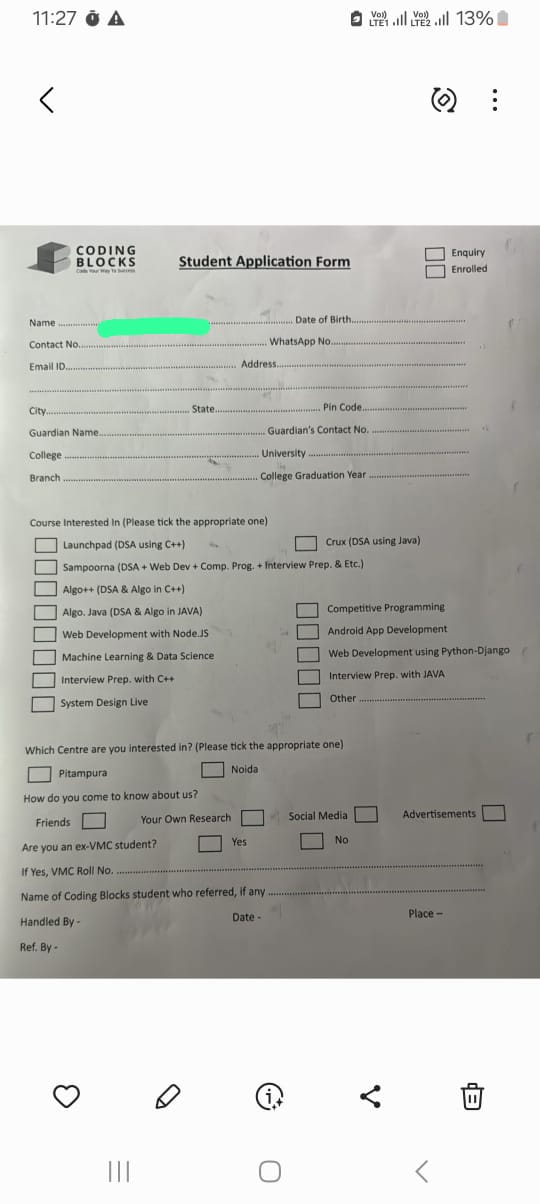 11:27 Vo)) LTE1 Vo)) LTE2 13%
CODING BLOCKS
Code Your Way To Success
Student Application Form
Enquiry
Enrolled
Name .......... Date of Birth..........
Contact No.......... WhatsApp No..........
Email ID.......... Address..........
City.......... State.......... Pin Code..........
Guardian Name.......... Guardian's Contact No. ..........
College .......... University ..........
Branch .......... College Graduation Year ..........
Course Interested In (Please tick the appropriate one)
Launchpad (DSA using C++) Crux (DSA using Java)
Sampoorna (DSA + Web Dev + Comp. Prog. + Interview Prep. & Etc.)
Algo++ (DSA & Algo in C++)
Algo. Java (DSA & Algo in JAVA) Competitive Programming
Web Development with Node.JS Android App Development
Machine Learning & Data Science Web Development using Python-Django
Interview Prep. with C++ Interview Prep. with JAVA
System Design Live Other ..........
Which Centre are you interested in? (Please tick the appropriate one)
Pitampura Noida
How do you come to know about us?
Friends Your Own Research Social Media Advertisements
Are you an ex-VMC student? Yes No
If Yes, VMC Roll No. ..........
Name of Coding Blocks student who referred, if any ..........
Handled By - Date - Place –
Ref. By -